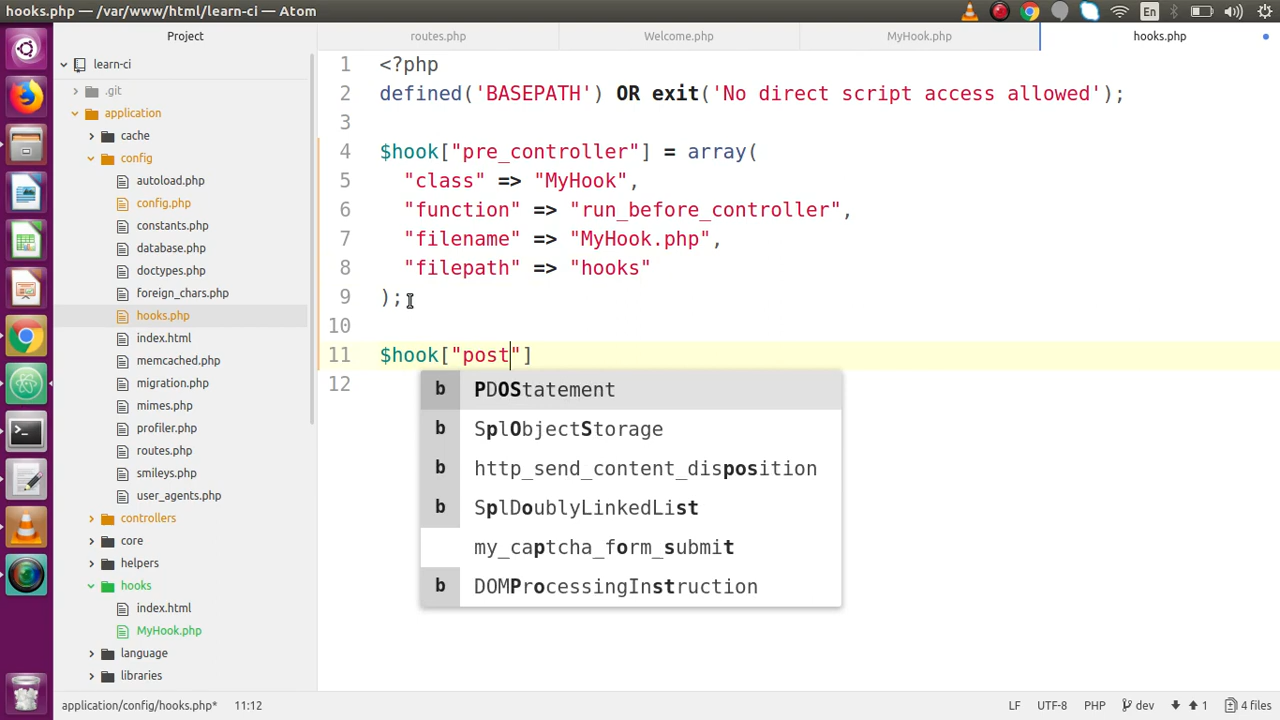 hooks.php — /var/www/html/learn-ci — Atom
En
Project
routes.php
Welcome.php
MyHook.php
hooks.php
learn-ci
.git
application
cache
config
autoload.php
config.php
constants.php
database.php
doctypes.php
foreign_chars.php
hooks.php
index.html
memcached.php
migration.php
mimes.php
profiler.php
routes.php
smileys.php
user_agents.php
controllers
core
helpers
hooks
index.html
MyHook.php
language
libraries
1 <?php
2 defined('BASEPATH') OR exit('No direct script access allowed');
3
4 $hook["pre_controller"] = array(
5 "class" => "MyHook",
6 "function" => "run_before_controller",
7 "filename" => "MyHook.php",
8 "filepath" => "hooks"
9 );
10
11 $hook["post"]
12
b PDOStatement
b SplObjectStorage
b http_send_content_disposition
b SplDoublyLinkedList
my_captcha_form_submit
b DOMProcessingInstruction
application/config/hooks.php* 11:12
LF UTF-8 PHP dev 1 4 files